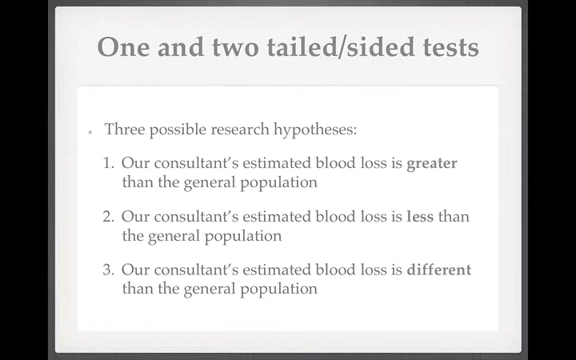 One and two tailed/sided tests
Three possible research hypotheses:
1. Our consultant's estimated blood loss is greater
than the general population
2. Our consultant's estimated blood loss is less than
the general population
3. Our consultant's estimated blood loss is different
than the general population